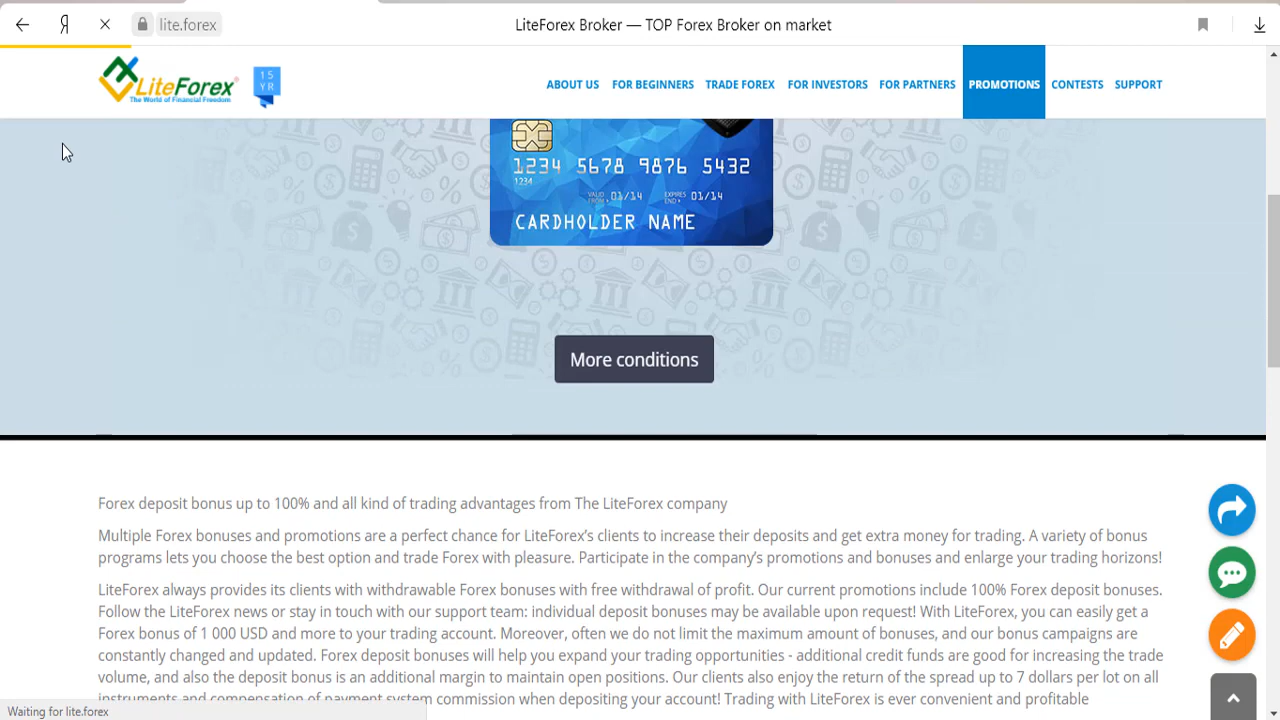 Я
lite.forex
LiteForex Broker — TOP Forex Broker on market
LiteForex®
The World of Financial Freedom
15
YR
ABOUT US FOR BEGINNERS TRADE FOREX FOR INVESTORS FOR PARTNERS PROMOTIONS CONTESTS SUPPORT
1234 5678 9876 5432
1234
VALID FROM 01/14 EXPIRES END 01/14
CARDHOLDER NAME
More conditions
Forex deposit bonus up to 100% and all kind of trading advantages from The LiteForex company
Multiple Forex bonuses and promotions are a perfect chance for LiteForex's clients to increase their deposits and get extra money for trading. A variety of bonus
programs lets you choose the best option and trade Forex with pleasure. Participate in the company's promotions and bonuses and enlarge your trading horizons!
LiteForex always provides its clients with withdrawable Forex bonuses with free withdrawal of profit. Our current promotions include 100% Forex deposit bonuses.
Follow the LiteForex news or stay in touch with our support team: individual deposit bonuses may be available upon request! With LiteForex, you can easily get a
Forex bonus of 1 000 USD and more to your trading account. Moreover, often we do not limit the maximum amount of bonuses, and our bonus campaigns are
constantly changed and updated. Forex deposit bonuses will help you expand your trading opportunities - additional credit funds are good for increasing the trade
volume, and also the deposit bonus is an additional margin to maintain open positions. Our clients also enjoy the return of the spread up to 7 dollars per lot on all
instruments and compensation of payment system commission when depositing your account! Trading with LiteForex is ever convenient and profitable
Waiting for lite.forex